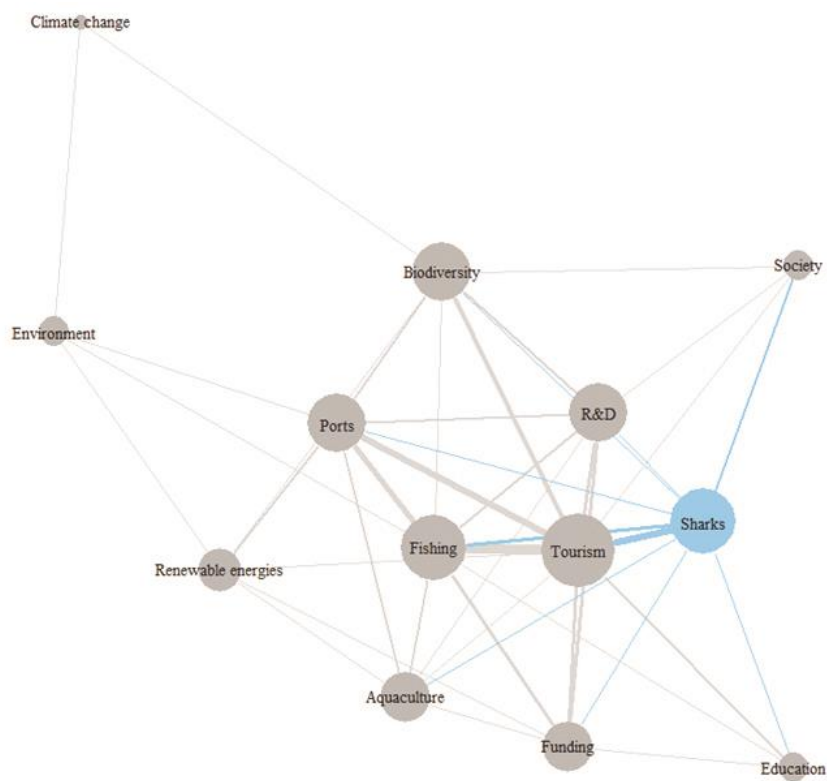 Climate change
Biodiversity
Society
Environment
R&D
Ports
Sharks
Fishing
Tourism
Renewable energies
Aquaculture
Funding
Education